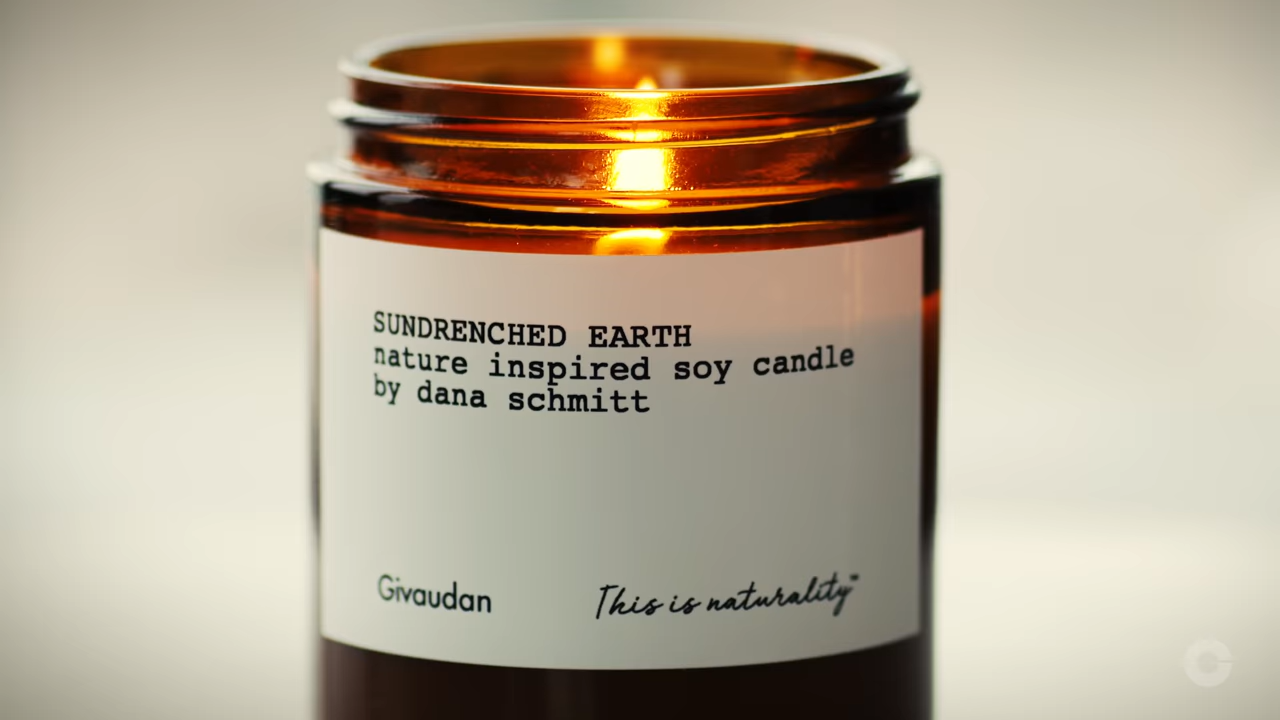 SUNDRENCHED EARTH
nature inspired soy candle
by dana schmitt
Givaudan
This is naturality™